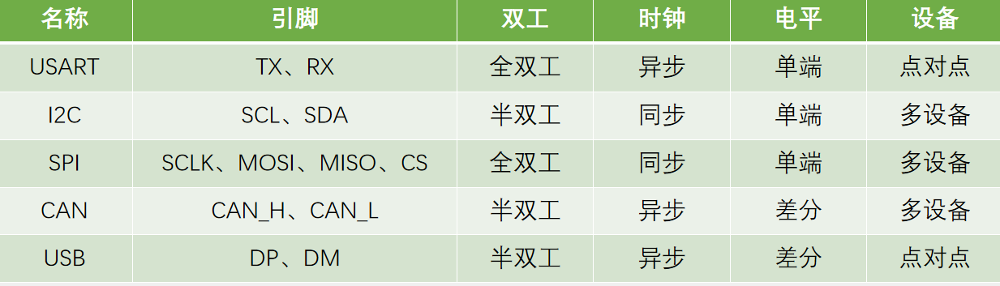 名称 引脚 双工 时钟 电平 设备
USART TX、RX 全双工 异步 单端 点对点
I2C SCL、SDA 半双工 同步 单端 多设备
SPI SCLK、MOSI、MISO、CS 全双工 同步 单端 多设备
CAN CAN_H、CAN_L 半双工 异步 差分 多设备
USB DP、DM 半双工 异步 差分 点对点